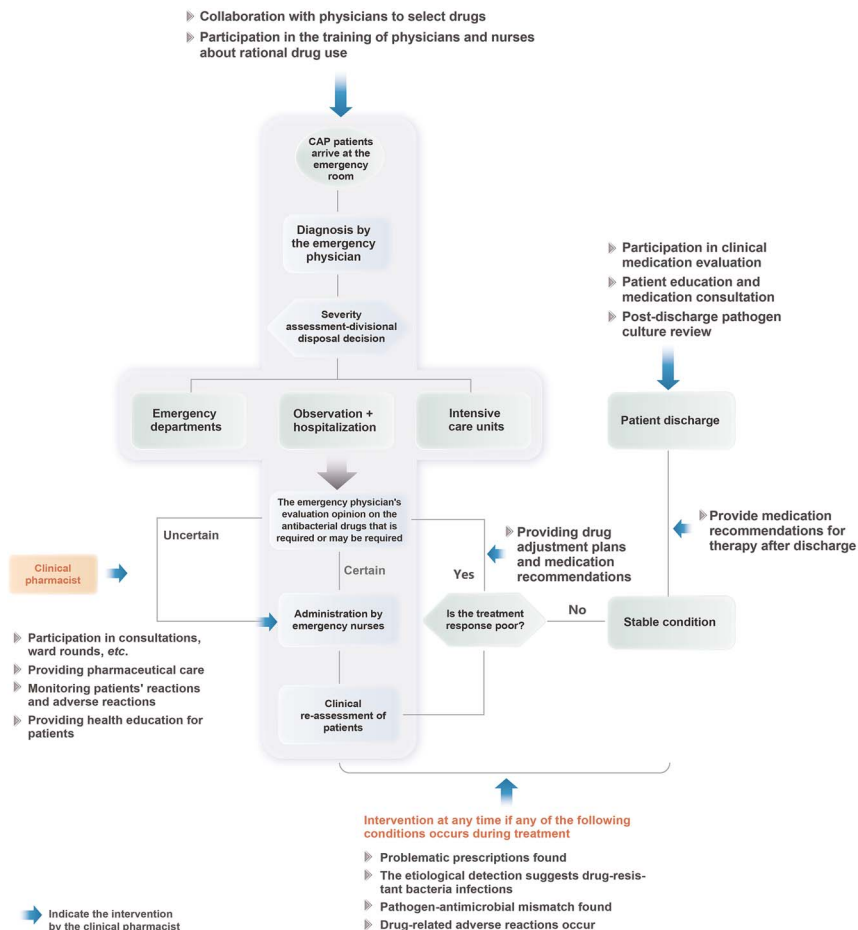 Collaboration with physicians to select drugs
Participation in the training of physicians and nurses
about rational drug use
CAP patients
arrive at the
emergency
room
Diagnosis by
the emergency
physician
Severity
assessment-divisional
disposal decision
Emergency
departments
Observation +
hospitalization
Intensive
care units
Participation in clinical
medication evaluation
Patient education and
medication consultation
Post-discharge pathogen
culture review
Patient discharge
The emergency physician's
evaluation opinion on the
antibacterial drugs that is
required or may be required
Uncertain
Certain
Clinical
pharmacist
Providing drug
adjustment plans
and medication
recommendations
Yes
Provide medication
recommendations for
therapy after discharge
Administration by
emergency nurses
Is the treatment
response poor?
No
Stable condition
Participation in consultations,
ward rounds, etc.
Providing pharmaceutical care
Monitoring patients' reactions
and adverse reactions
Providing health education for
patients
Clinical
re-assessment of
patients
Intervention at any time if any of the following
conditions occurs during treatment
Problematic prescriptions found
The etiological detection suggests drug-resis-
tant bacteria infections
Pathogen-antimicrobial mismatch found
Drug-related adverse reactions occur
Indicate the intervention
by the clinical pharmacist